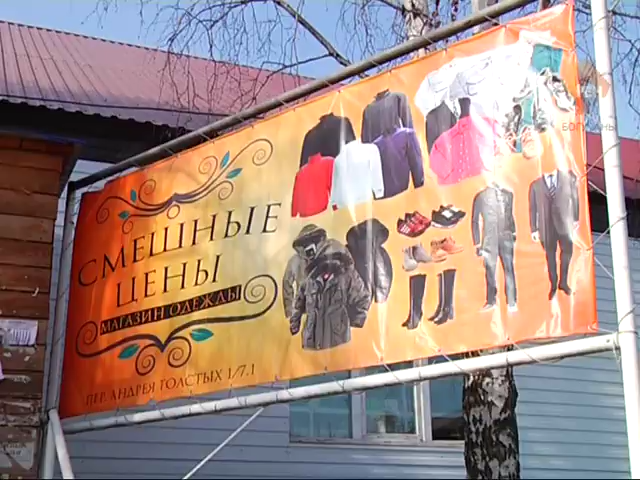 СМЕШНЫЕ
ЦЕНЫ
МАГАЗИН ОДЕЖДЫ
ПЕР. АНДРЕЯ ТОЛСТЫХ 1/7.1